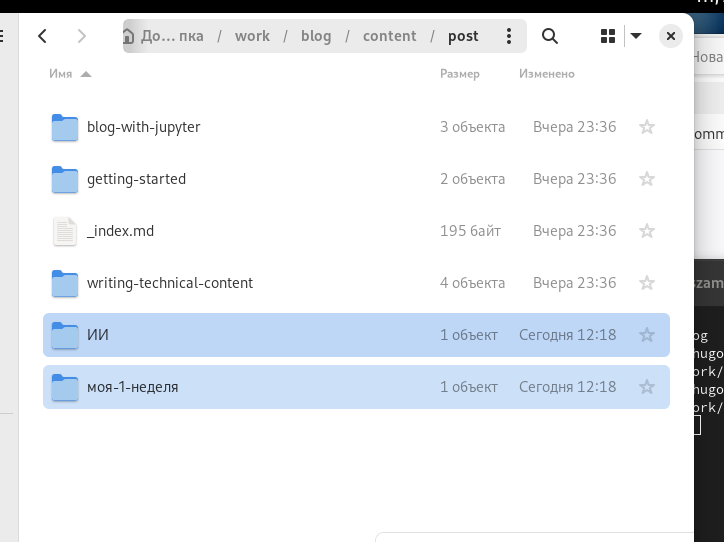 До... пка / work / blog / content / post
Имя Размер Изменено
blog-with-jupyter 3 объекта Вчера 23:36
getting-started 2 объекта Вчера 23:36
_index.md 195 байт Вчера 23:36
writing-technical-content 4 объекта Вчера 23:36
ИИ 1 объект Сегодня 12:18
моя-1-неделя 1 объект Сегодня 12:18
Нова
omm
zam
og
hugo
ork/
hugo
ork/